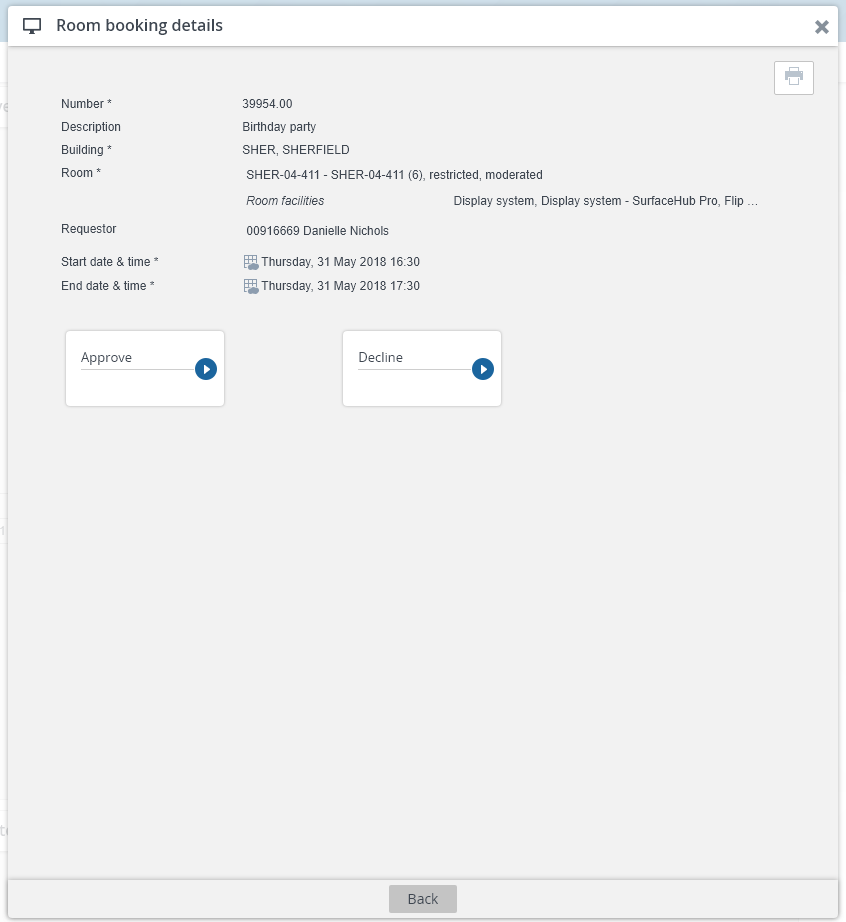 Room booking details
Number * 39954.00
Description Birthday party
Building * SHER, SHERFIELD
Room * SHER-04-411 - SHER-04-411 (6), restricted, moderated
Room facilities Display system, Display system - SurfaceHub Pro, Flip ...
Requestor 00916669 Danielle Nichols
Start date & time * Thursday, 31 May 2018 16:30
End date & time * Thursday, 31 May 2018 17:30
Approve Decline
Back